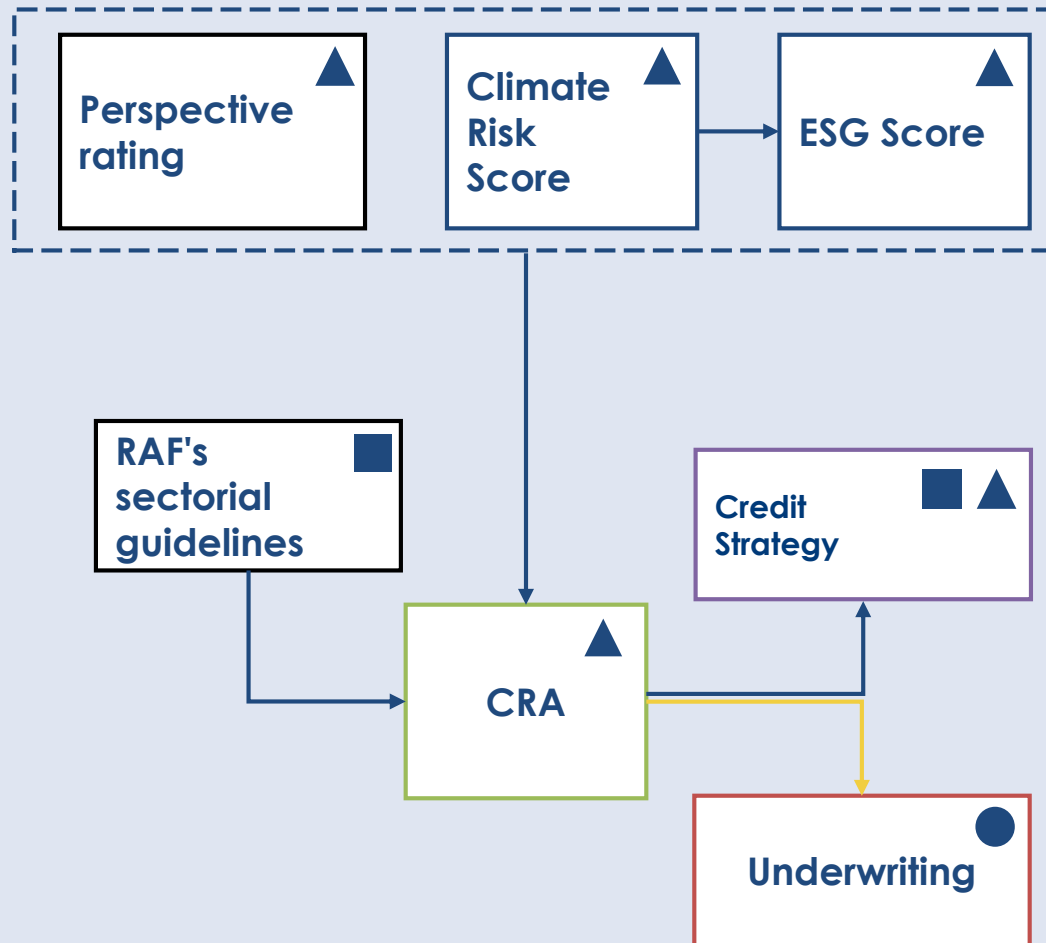 Perspective
rating
Climate
Risk
Score
ESG Score
RAF's
sectorial
guidelines
Credit
Strategy
CRA
Underwriting